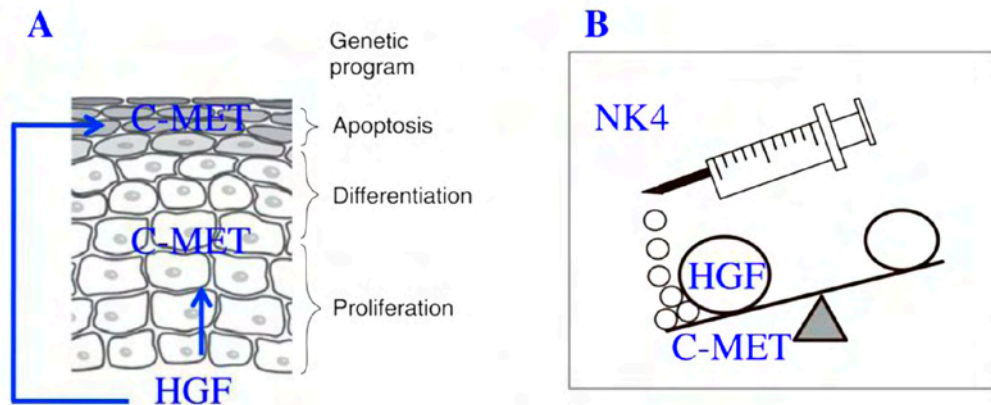 A
Genetic
program
C-MET
Apoptosis
Differentiation
C-MET
Proliferation
HGF
B
NK4
HGF
C-MET